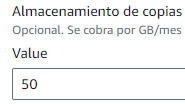 Almacenamiento de copias
Opcional. Se cobra por GB/mes
Value
50